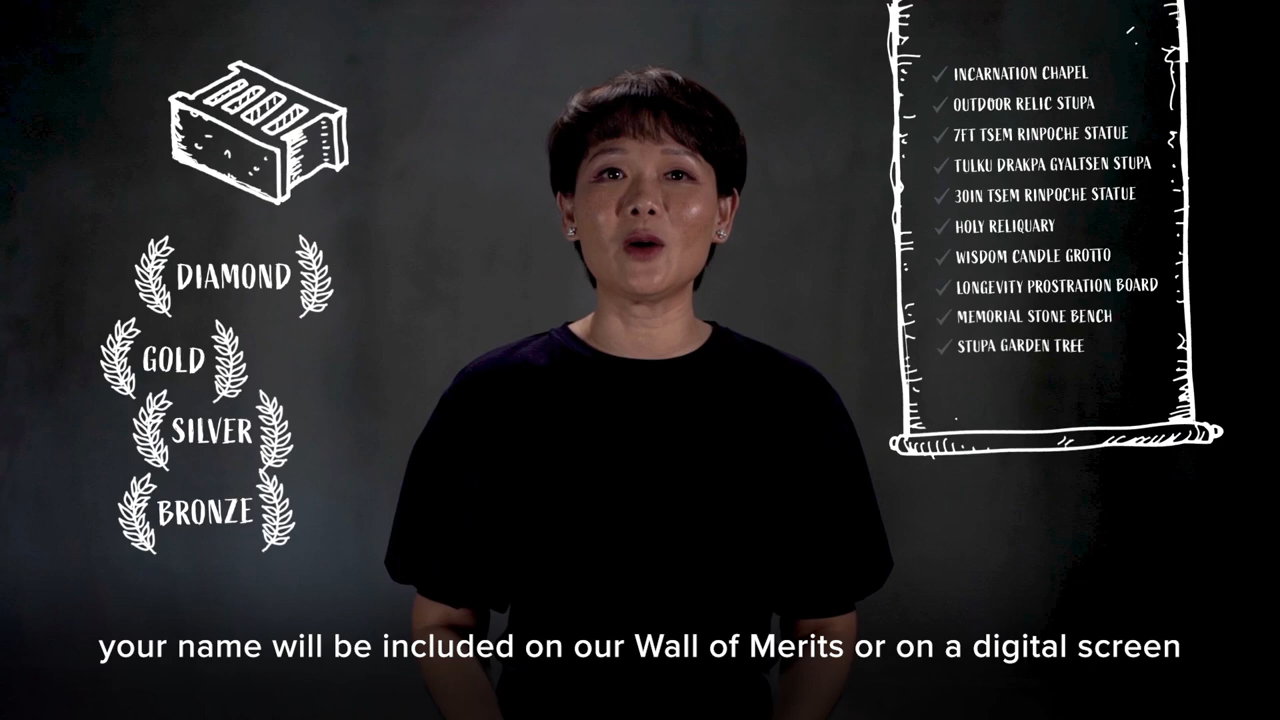 DIAMOND
GOLD
SILVER
BRONZE
INCARNATION CHAPEL
OUTDOOR RELIC STUPA
7FT TSEM RINPOCHE STATUE
TULKU DRAKPA GYALTSEN STUPA
30IN TSEM RINPOCHE STATUE
HOLY RELIQUARY
WISDOM CANDLE GROTTO
LONGEVITY PROSTRATION BOARD
MEMORIAL STONE BENCH
STUPA GARDEN TREE
your name will be included on our Wall of Merits or on a digital screen